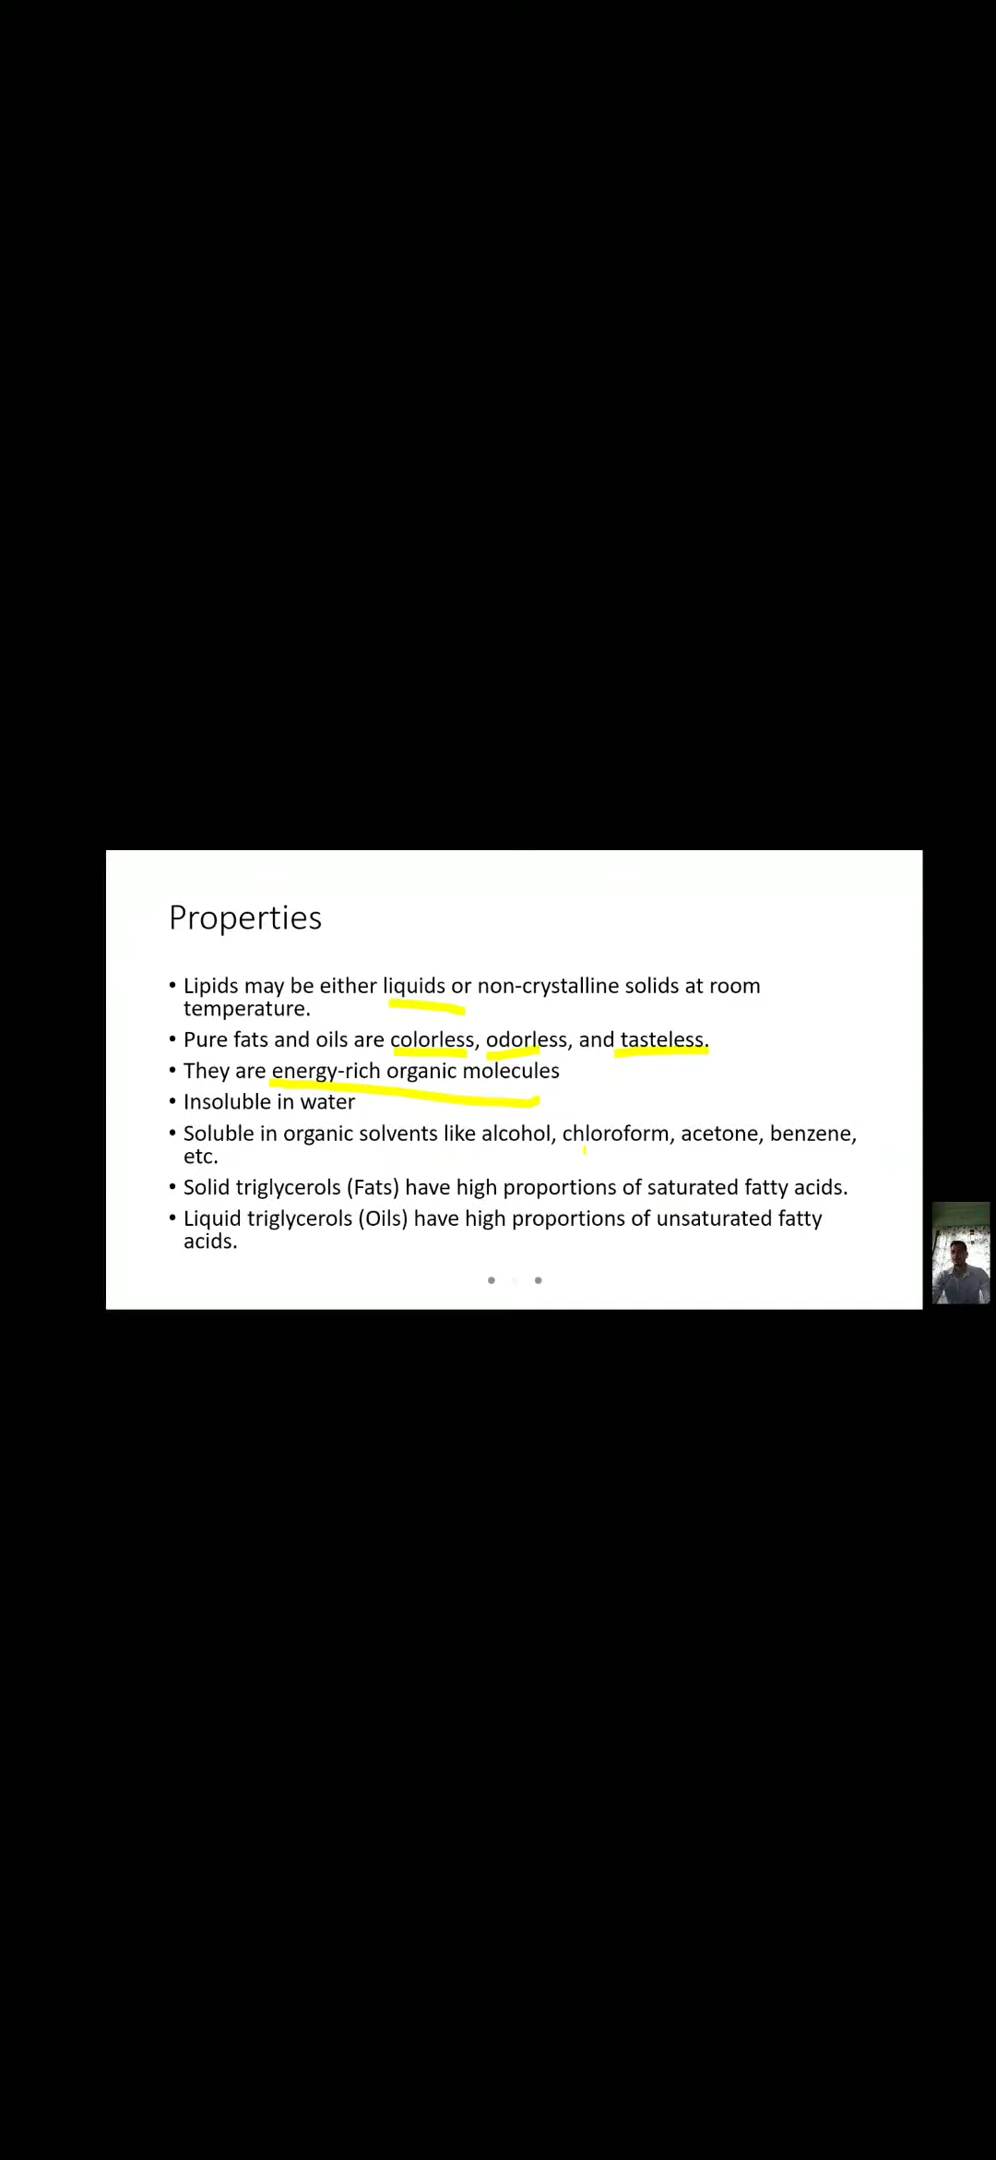 Properties
• Lipids may be either liquids or non-crystalline solids at room
temperature.
• Pure fats and oils are colorless, odorless, and tasteless.
• They are energy-rich organic molecules
• Insoluble in water
• Soluble in organic solvents like alcohol, chloroform, acetone, benzene,
etc.
• Solid triglycerols (Fats) have high proportions of saturated fatty acids.
• Liquid triglycerols (Oils) have high proportions of unsaturated fatty
acids.